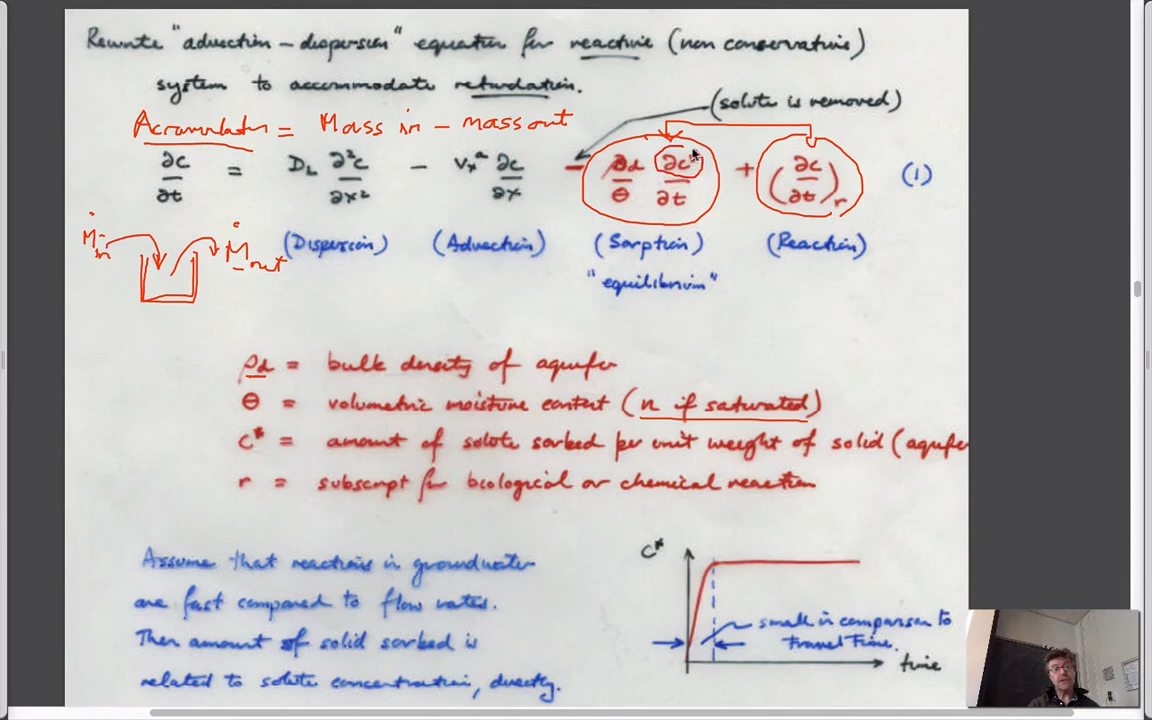 Rewrite "advection – dispersion" equation for reactive (non conservative)
system to accommodate retardation.
(solute is removed)
Accumulation = Mass in – mass out
∂c/∂t = D_L ∂²c/∂x² – v_x^a ∂c/∂x – ρd/θ ∂c*/∂t + (∂c/∂t)_r (1)
Ṁ in Ṁ out
(Dispersion) (Advection) (Sorption) (Reaction)
"equilibrium"
ρd = bulk density of aquifer
θ = volumetric moisture content (n if saturated)
c* = amount of solute sorbed per unit weight of solid (aquifer
r = subscript for biological or chemical reaction
Assume that reactions in groundwater
are fast compared to flow rates.
Then amount of solid sorbed is
related to solute concentration, directly.
c*
small in comparison to
travel time.
time